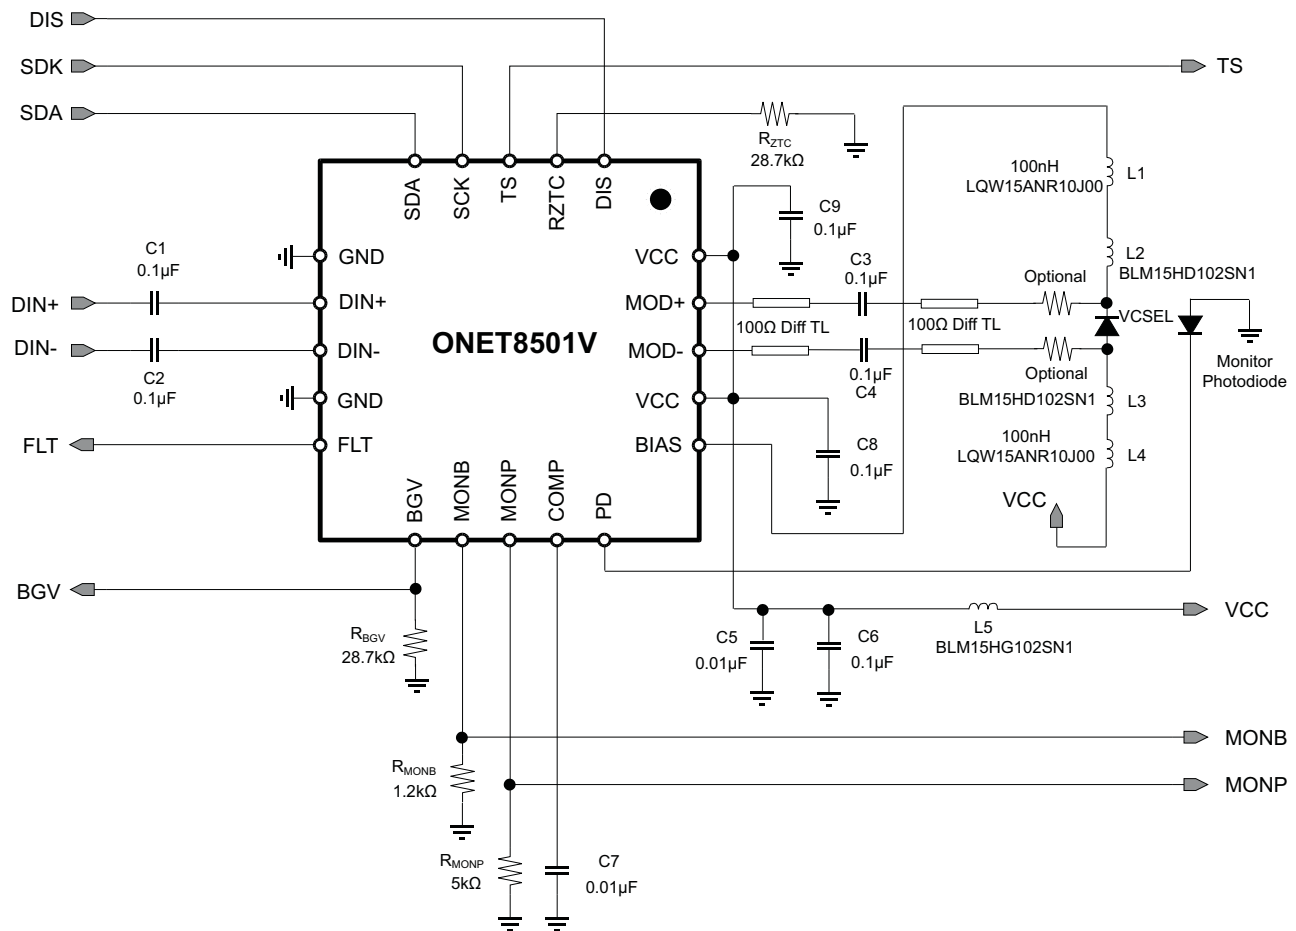 DIS
SDK
SDA
TS
R_ZTC
28.7kΩ
SDA
SCK
TS
RZTC
DIS
100nH
LQW15ANR10J00
L1
C9
0.1µF
L2
BLM15HD102SN1
C1
0.1µF
GND
VCC
C3
0.1µF
Optional
DIN+
DIN+
MOD+
100Ω Diff TL
100Ω Diff TL
VCSEL
ONET8501V
DIN-
DIN-
MOD-
Monitor
Photodiode
C2
0.1µF
0.1µF
C4
Optional
BLM15HD102SN1
L3
GND
VCC
FLT
FLT
BIAS
C8
0.1µF
100nH
LQW15ANR10J00
L4
VCC
BGV
MONB
MONP
COMP
PD
BGV
VCC
R_BGV
28.7kΩ
C5
0.01µF
C6
0.1µF
L5
BLM15HG102SN1
MONB
R_MONB
1.2kΩ
MONP
R_MONP
5kΩ
C7
0.01µF